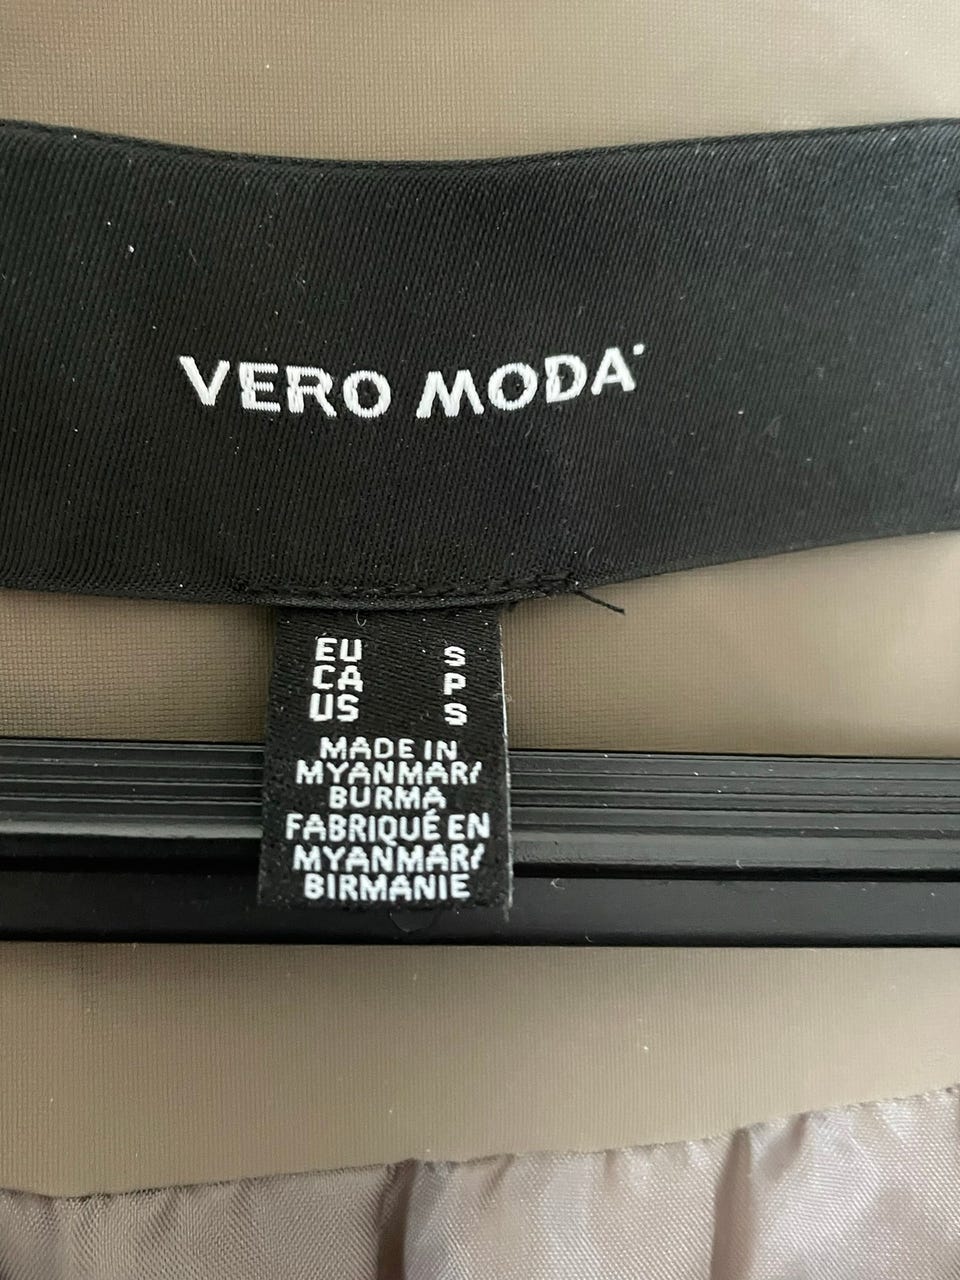 VERO MODA
EU S
CA P
US S
MADE IN
MYANMAR/
BURMA
FABRIQUÉ EN
MYANMAR/
BIRMANIE